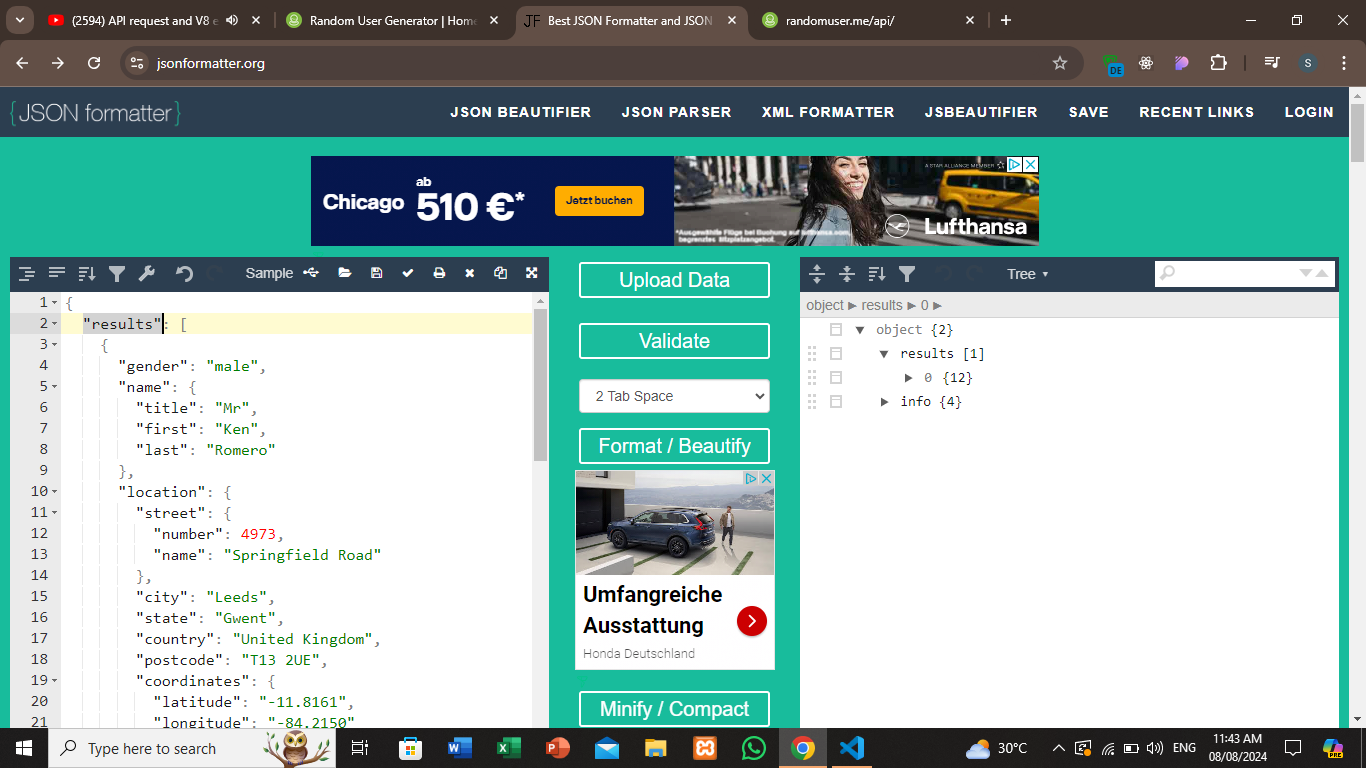 (2594) API request and V8 e
Random User Generator | Home
Best JSON Formatter and JSON
randomuser.me/api/
jsonformatter.org
DE
S
{JSON formatter}
JSON BEAUTIFIER
JSON PARSER
XML FORMATTER
JSBEAUTIFIER
SAVE
RECENT LINKS
LOGIN
Chicago ab 510 €*
Jetzt buchen
A STAR ALLIANCE MEMBER
Lufthansa
Sample
1 {
2 "results": [
3 {
4 "gender": "male",
5 "name": {
6 "title": "Mr",
7 "first": "Ken",
8 "last": "Romero"
9 },
10 "location": {
11 "street": {
12 "number": 4973,
13 "name": "Springfield Road"
14 },
15 "city": "Leeds",
16 "state": "Gwent",
17 "country": "United Kingdom",
18 "postcode": "T13 2UE",
19 "coordinates": {
20 "latitude": "-11.8161",
21 "longitude": "-84.2150"
Upload Data
Validate
2 Tab Space
Format / Beautify
Umfangreiche
Ausstattung
Honda Deutschland
Minify / Compact
Tree
object ▶ results ▶ 0 ▶
object {2}
results [1]
0 {12}
info {4}
Type here to search
30°C
ENG
11:43 AM
08/08/2024
PRE